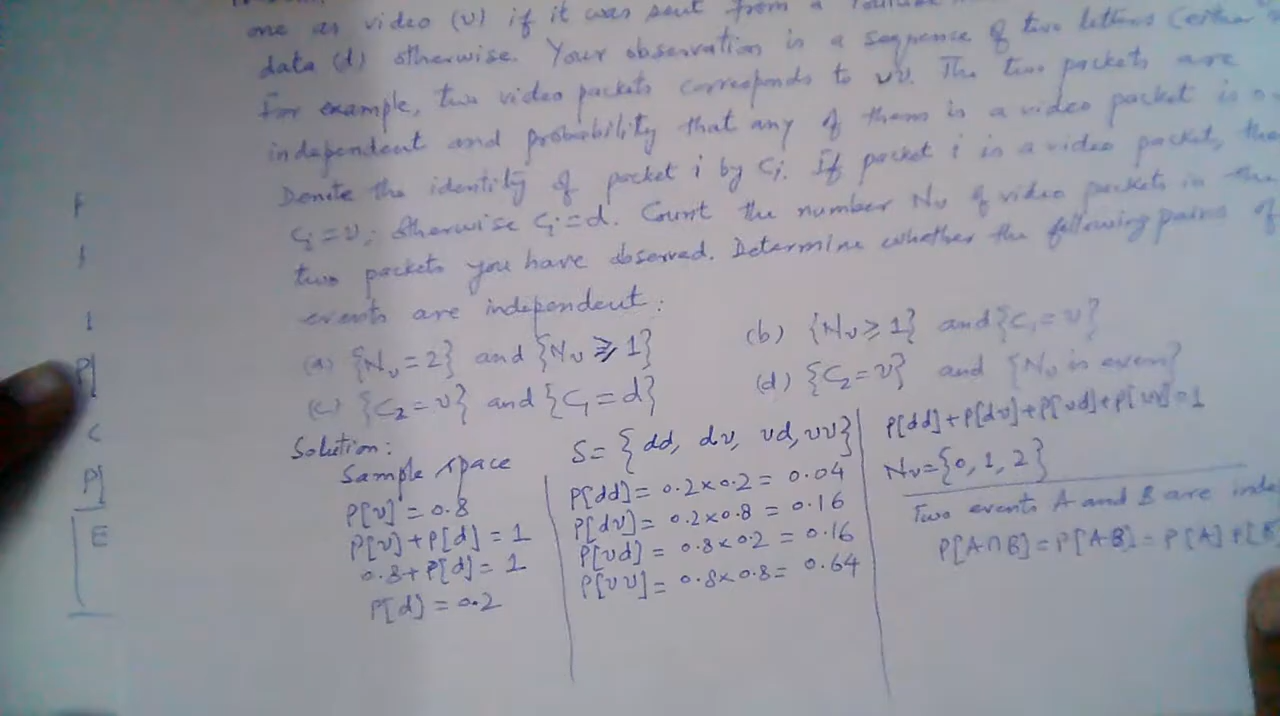 one as video (v) if it was sent from a Youtube
data (d) otherwise. Your observation is a sequence of two letters (either
For example, two video packets corresponds to vv. The two packets are
independent and probability that any of them is a video packet is 0.
Denote the identity of packet i by Ci. If packet i is a video packet, the
Ci = v; otherwise Ci = d. Count the number Nv of video packets in the
two packets you have observed. Determine whether the following pairs of
events are independent:
(a) {Nv = 2} and {Nv ≥ 1} (b) {Nv ≥ 1} and {C1 = v}
(c) {C2 = v} and {C1 = d} (d) {C2 = v} and {Nv is even}
Solution:
Sample space
P[v] = 0.8
P[v] + P[d] = 1
0.8 + P[d] = 1
P[d] = 0.2
S = {dd, dv, vd, vv}
P[dd] = 0.2 × 0.2 = 0.04
P[dv] = 0.2 × 0.8 = 0.16
P[vd] = 0.8 × 0.2 = 0.16
P[vv] = 0.8 × 0.8 = 0.64
P[dd] + P[dv] + P[vd] + P[vv] = 1
Nv = {0, 1, 2}
Two events A and B are inde
P[A∩B] = P[AB] = P[A] P[B
F
1
1
P]
C
P]
E